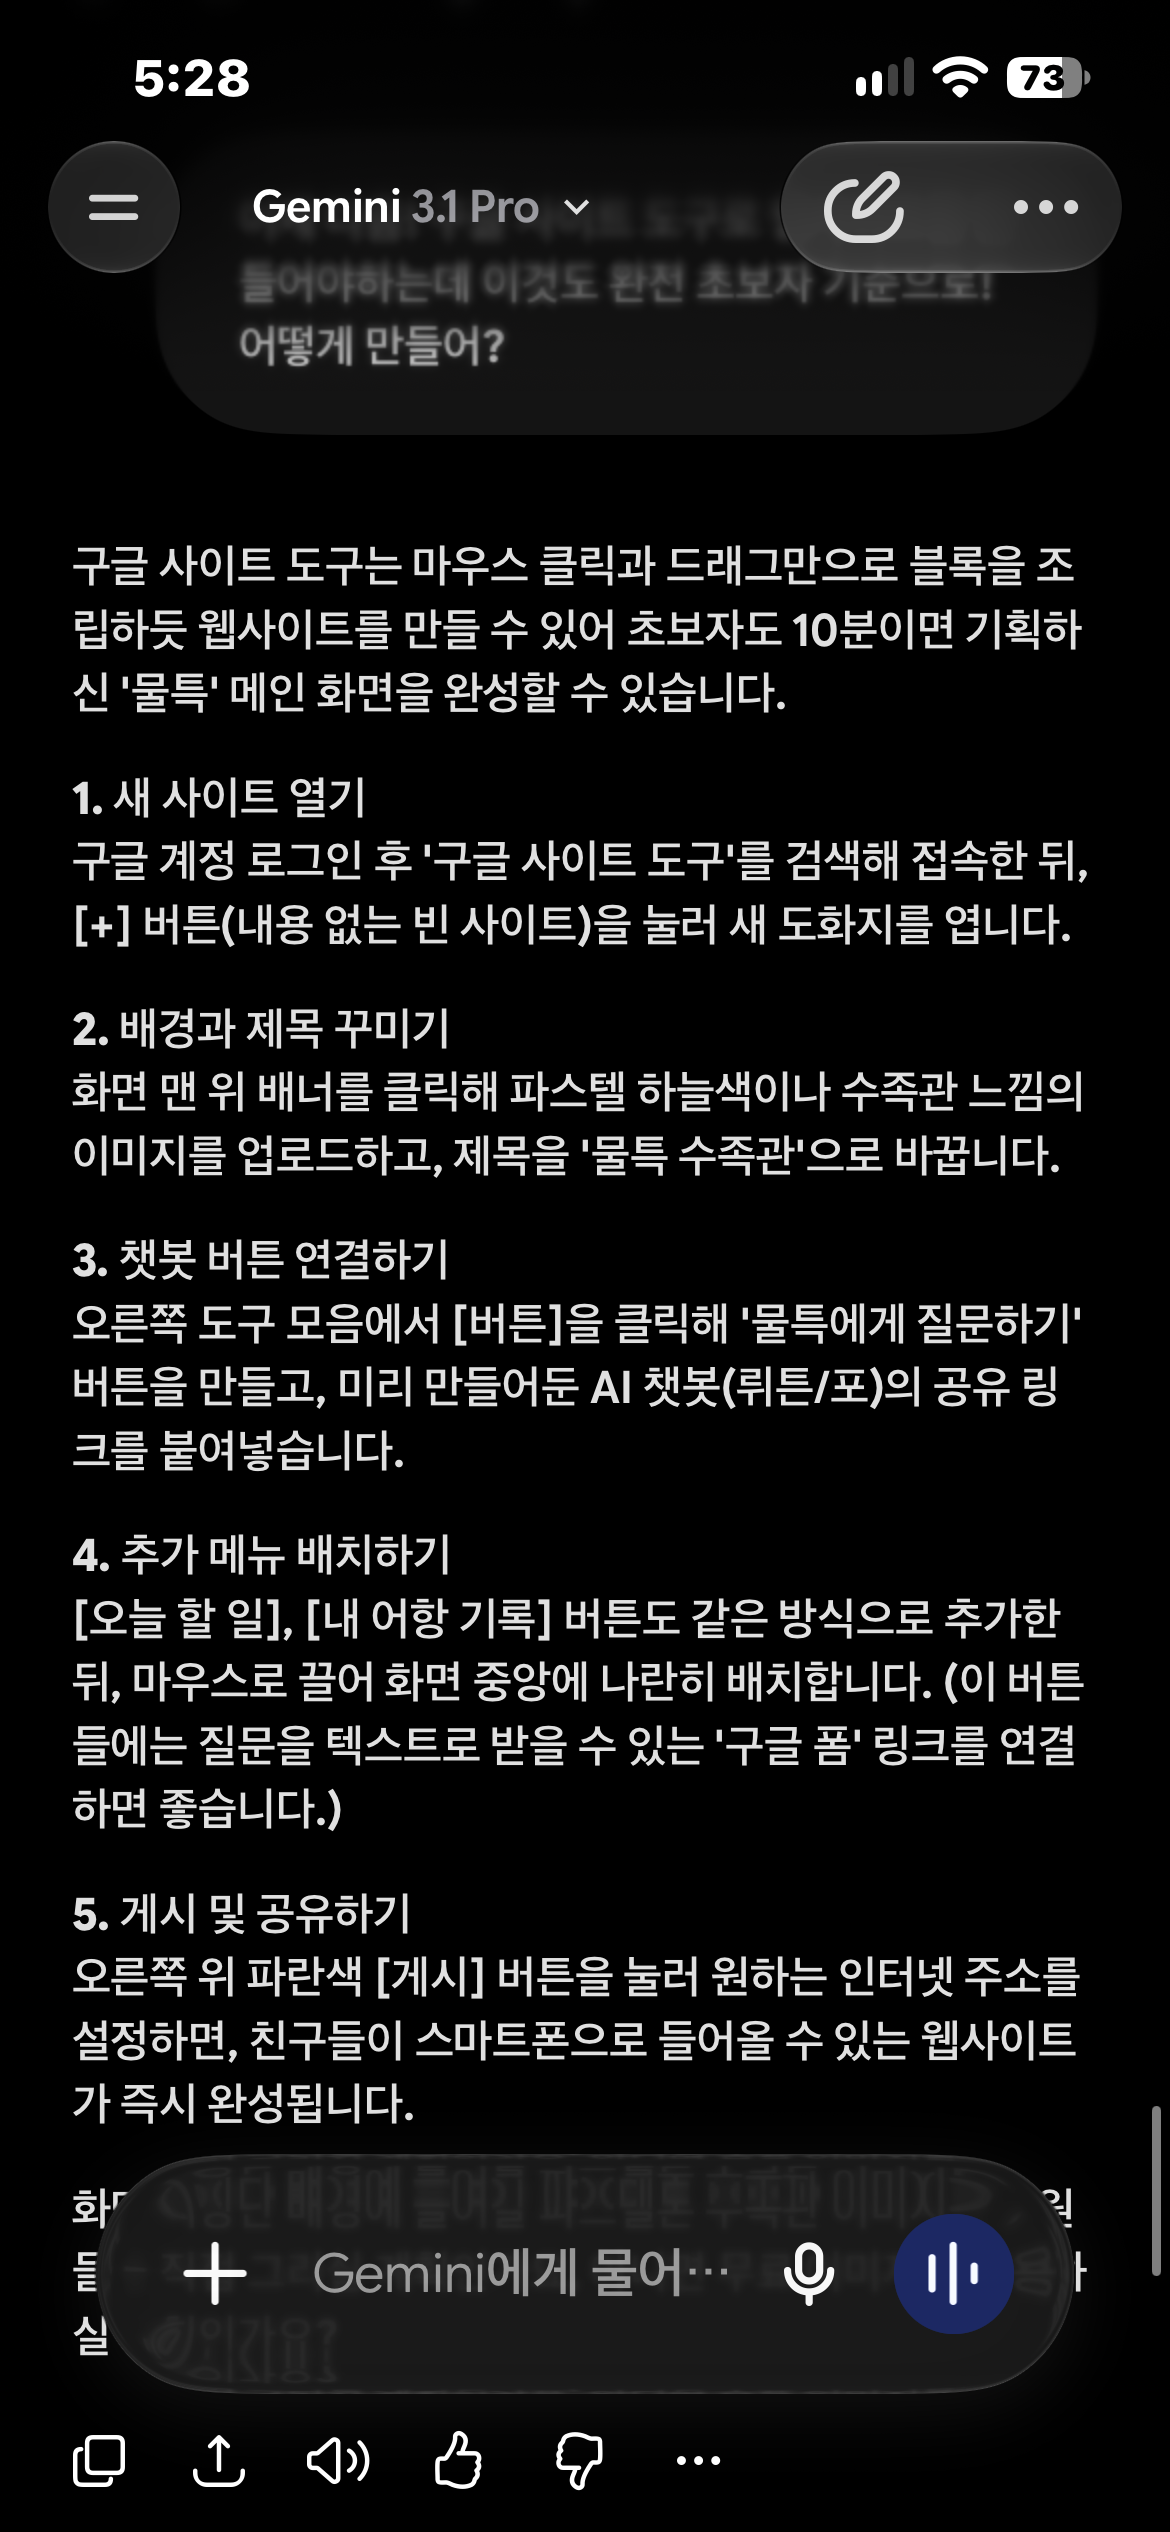 5:28
73
Gemini 3.1 Pro
들어야하는데 이것도 완전 초보자 기준으로!
어떻게 만들어?
구글 사이트 도구는 마우스 클릭과 드래그만으로 블록을 조
립하듯 웹사이트를 만들 수 있어 초보자도 10분이면 기획하
신 '물특' 메인 화면을 완성할 수 있습니다.
1. 새 사이트 열기
구글 계정 로그인 후 '구글 사이트 도구'를 검색해 접속한 뒤,
[+] 버튼(내용 없는 빈 사이트)을 눌러 새 도화지를 엽니다.
2. 배경과 제목 꾸미기
화면 맨 위 배너를 클릭해 파스텔 하늘색이나 수족관 느낌의
이미지를 업로드하고, 제목을 '물특 수족관'으로 바꿉니다.
3. 챗봇 버튼 연결하기
오른쪽 도구 모음에서 [버튼]을 클릭해 '물특에게 질문하기'
버튼을 만들고, 미리 만들어둔 AI 챗봇(뤼튼/포)의 공유 링
크를 붙여넣습니다.
4. 추가 메뉴 배치하기
[오늘 할 일], [내 어항 기록] 버튼도 같은 방식으로 추가한
뒤, 마우스로 끌어 화면 중앙에 나란히 배치합니다. (이 버튼
들에는 질문을 텍스트로 받을 수 있는 '구글 폼' 링크를 연결
하면 좋습니다.)
5. 게시 및 공유하기
오른쪽 위 파란색 [게시] 버튼을 눌러 원하는 인터넷 주소를
설정하면, 친구들이 스마트폰으로 들어올 수 있는 웹사이트
가 즉시 완성됩니다.
Gemini에게 물어…
실